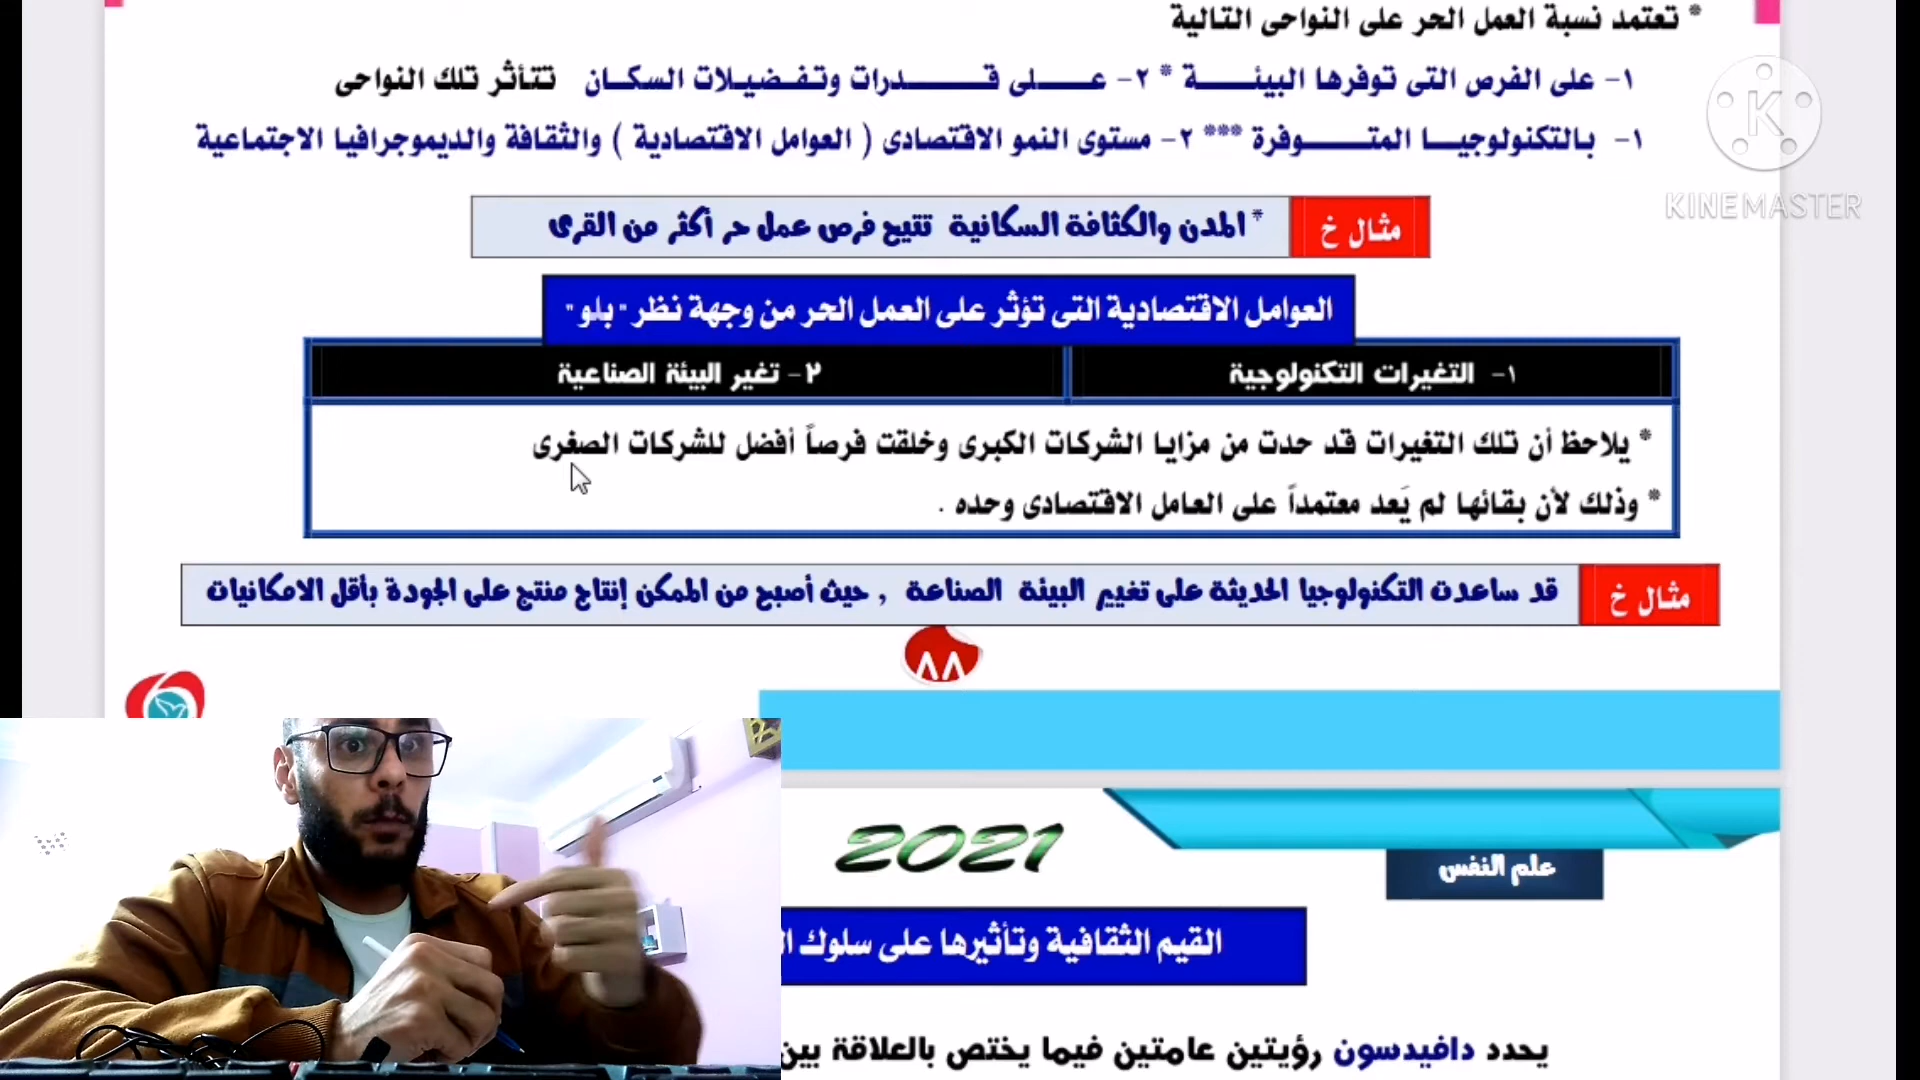 * تعتمد نسبة العمل الحر على النواحى التالية
١- على الفرص التى توفرها البيئة * ٢- على قدرات وتفضيلات السكان تتأثر تلك النواحى
١- بالتكنولوجيا المتوفرة *** ٢- مستوى النمو الاقتصادى ( العوامل الاقتصادية ) والثقافة والديموجرافيا الاجتماعية
KINEMASTER
مثال خ * المدن والكثافة السكانية تتيح فرص عمل حر أكثر من القرى
العوامل الاقتصادية التى تؤثر على العمل الحر من وجهة نظر " بلو "
١- التغيرات التكنولوجية
٢- تغير البيئة الصناعية
* يلاحظ أن تلك التغيرات قد حدت من مزايا الشركات الكبرى وخلقت فرصاً أفضل للشركات الصغرى
* وذلك لأن بقائها لم يَعد معتمداً على العامل الاقتصادى وحده .
مثال خ قد ساعدت التكنولوجيا الحديثة على تغيير البيئة الصناعة , حيث أصبح من الممكن إنتاج منتج على الجودة بأقل الامكانيات
٨٨
2021
علم النفس
القيم الثقافية وتأثيرها على سلوك
يحدد دافيدسون رؤيتين عامتين فيما يختص بالعلاقة بين